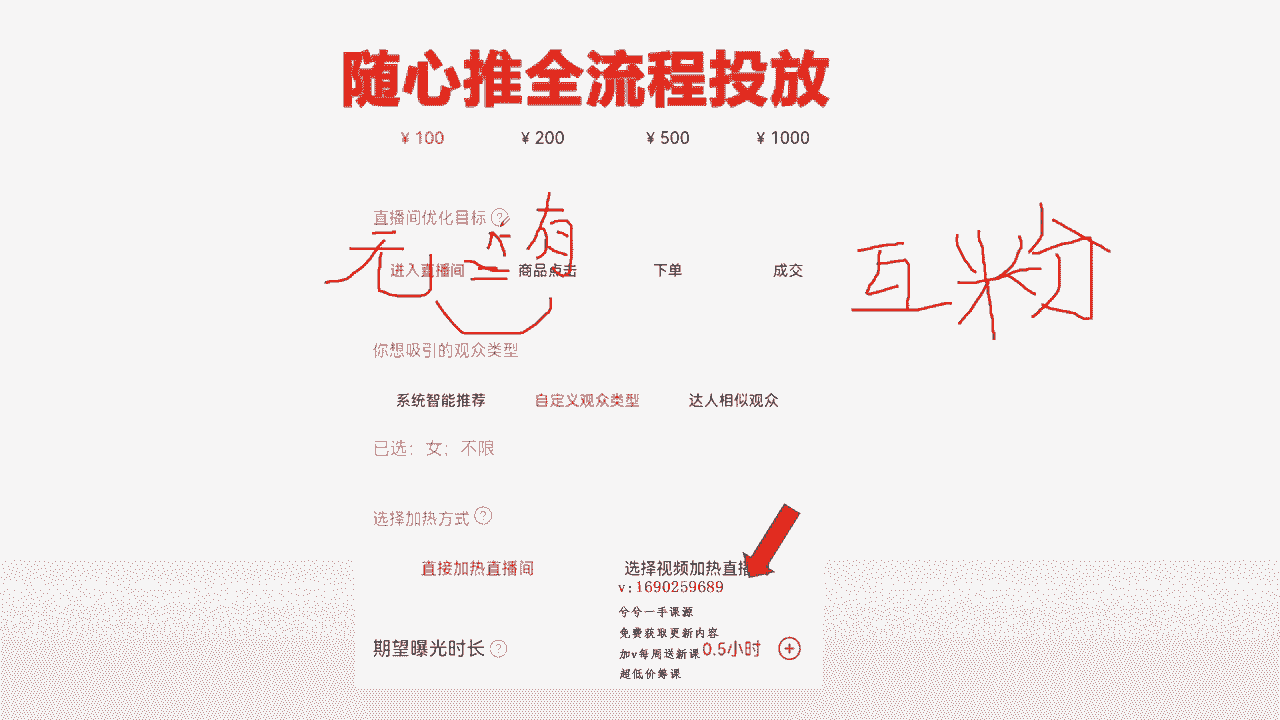 随心推全流程投放
¥ 100 ¥ 200 ¥ 500 ¥ 1000
直播间优化目标 ?
进入直播间 商品点击 下单 成交
无 互粉
你想吸引的观众类型
系统智能推荐 自定义观众类型 达人相似观众
已选：女；不限
选择加热方式 ?
直接加热直播间 选择视频加热直播
v:1690259689
兮兮一手课源
免费获取更新内容
期望曝光时长 ? 0.5小时 +
加v每周送新课
超低价筹课